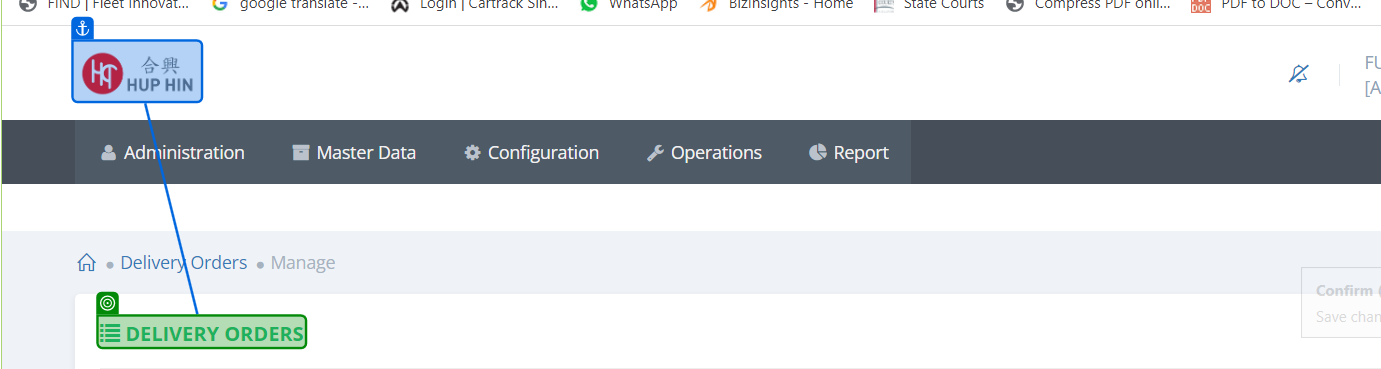 FIND | Fleet Innovat... google translate -... Login | Cartrack Sin... WhatsApp BizInsights - Home State Courts Compress PDF onli... PDF to DOC – Conv...
合興
HUP HIN
FU
[A
Administration Master Data Configuration Operations Report
Delivery Orders Manage
Confirm (
Save chan
DELIVERY ORDERS